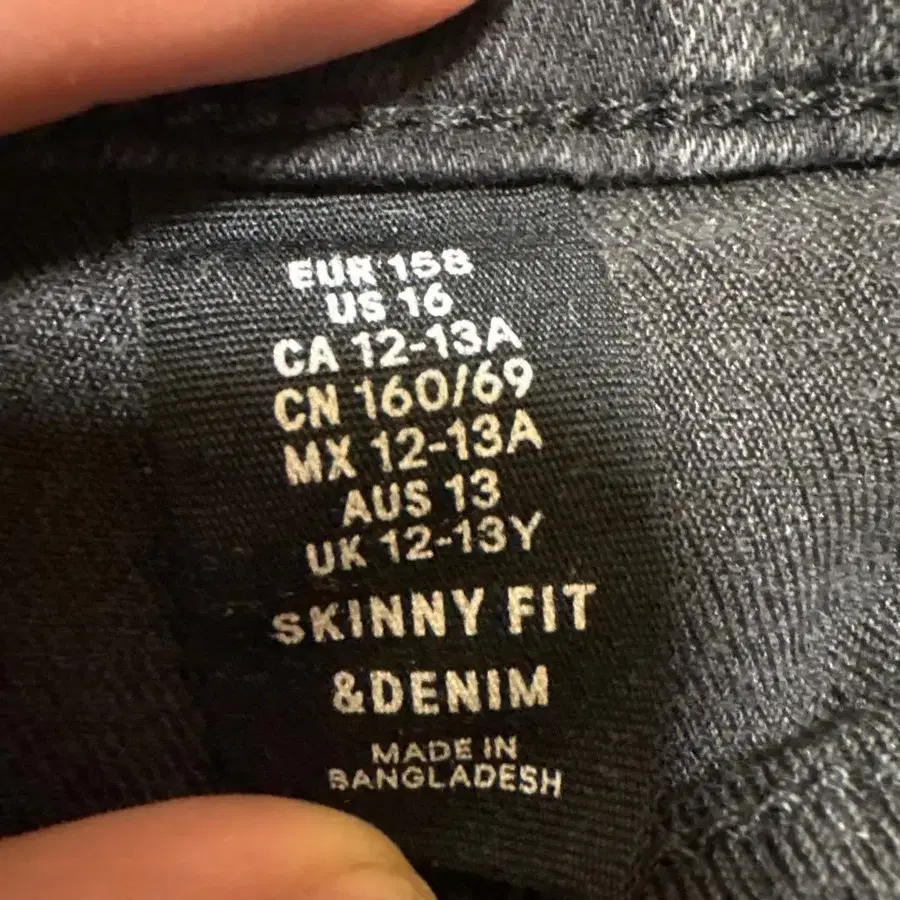 EUR 158
US 16
CA 12-13A
CN 160/69
MX 12-13A
AUS 13
UK 12-13Y
SKINNY FIT
&DENIM
MADE IN
BANGLADESH